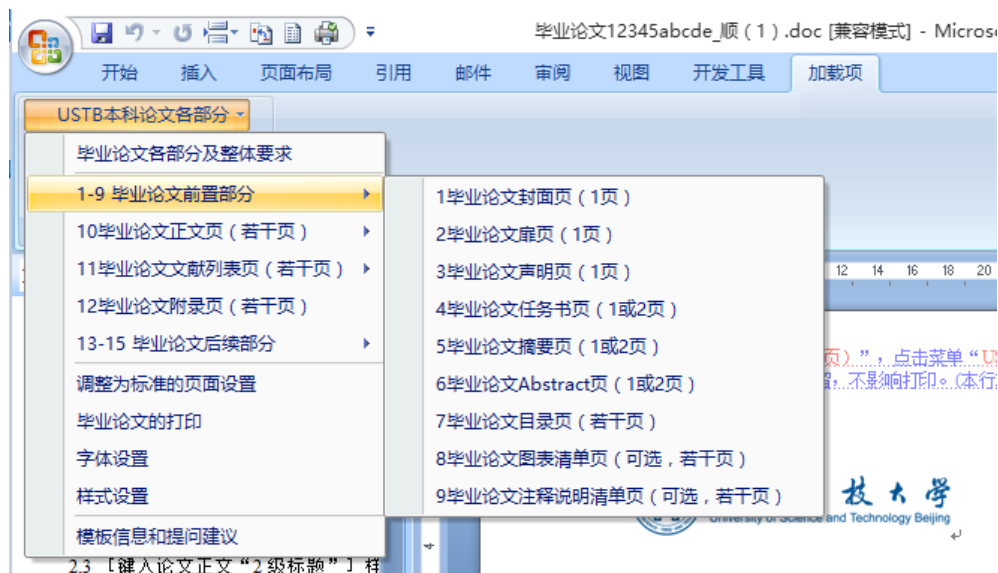 毕业论文12345abcde_顺（1）.doc [兼容模式] - Micros
开始 插入 页面布局 引用 邮件 审阅 视图 开发工具 加载项
USTB本科论文各部分
毕业论文各部分及整体要求
1-9 毕业论文前置部分
10毕业论文正文页（若干页）
11毕业论文文献列表页（若干页）
12毕业论文附录页（若干页）
13-15 毕业论文后续部分
调整为标准的页面设置
毕业论文的打印
字体设置
样式设置
模板信息和提问建议
1毕业论文封面页（1页）
2毕业论文扉页（1页）
3毕业论文声明页（1页）
4毕业论文任务书页（1或2页）
5毕业论文摘要页（1或2页）
6毕业论文Abstract页（1或2页）
7毕业论文目录页（若干页）
8毕业论文图表清单页（可选，若干页）
9毕业论文注释说明清单页（可选，若干页）
12 14 16 18 20
页）”，点击菜单“US
，不影响打印。(本行
技大学
University of Science and Technology Beijing
2.3 [键入论文正文“2级标题”] 样